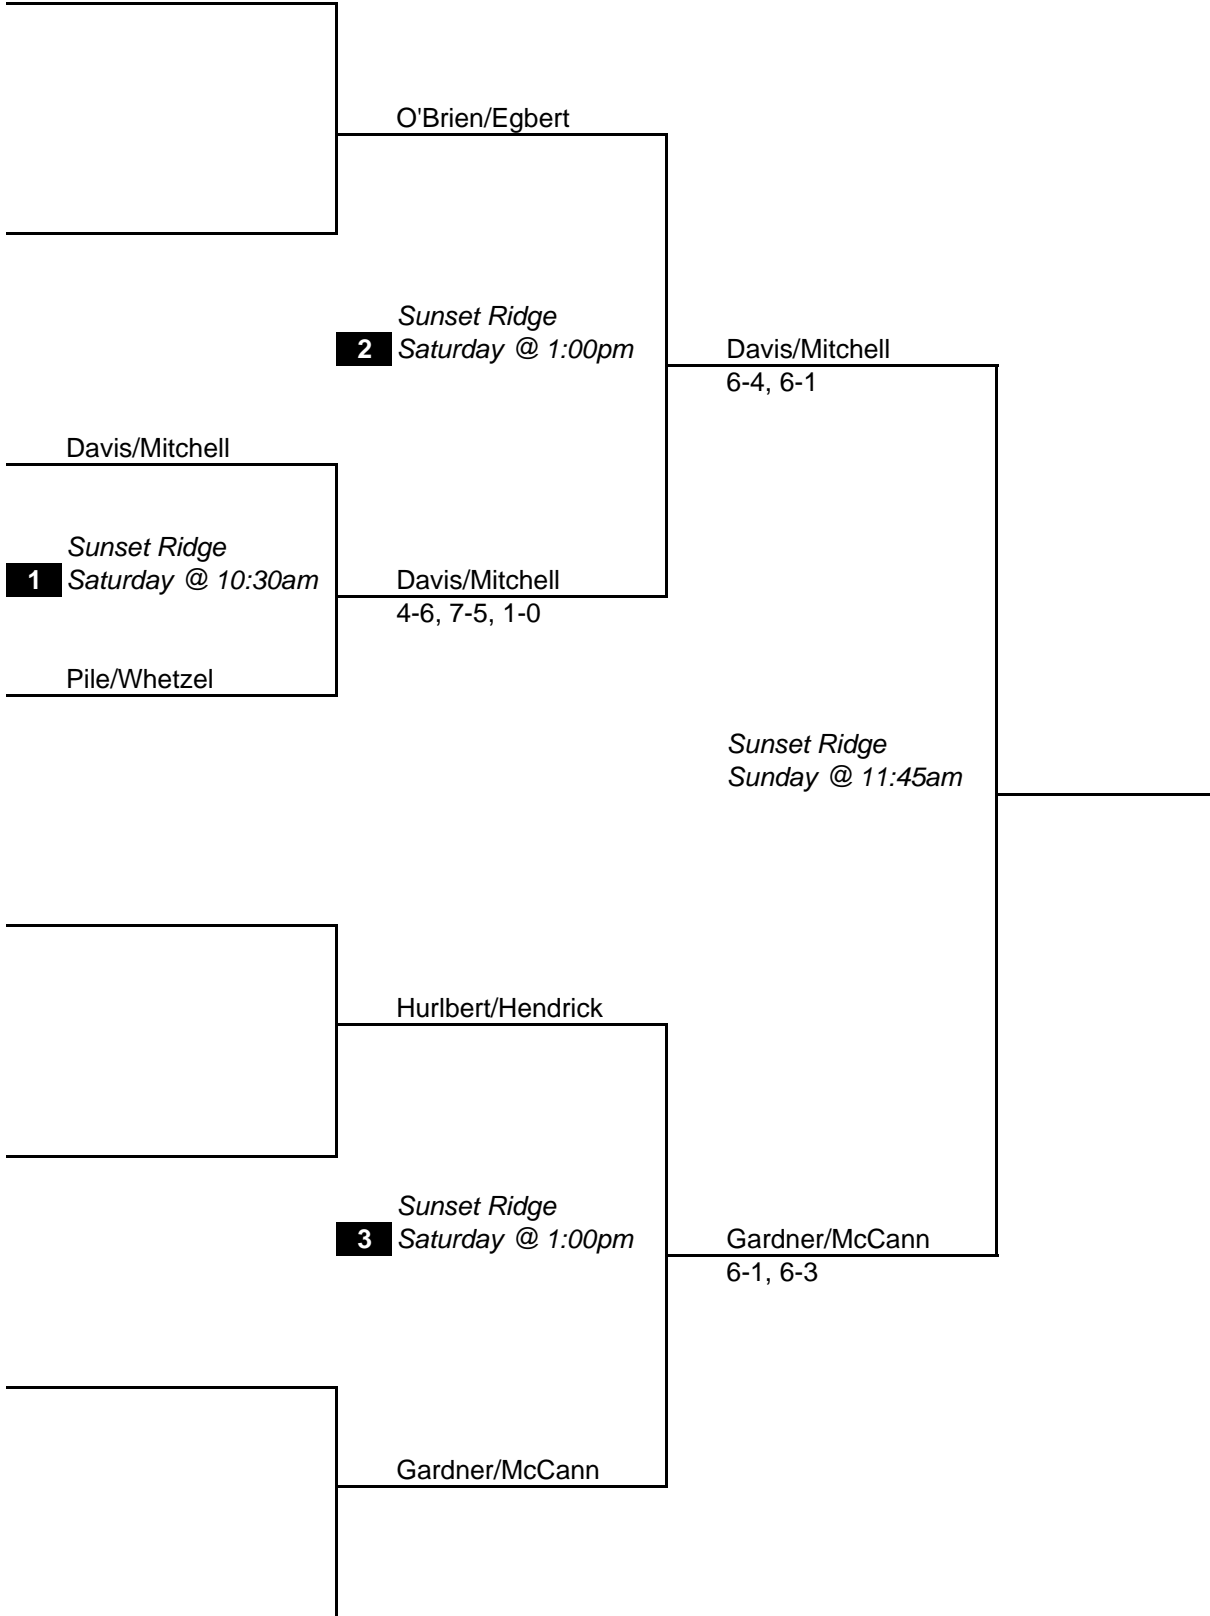 O'Brien/Egbert
Sunset Ridge
2 Saturday @ 1:00pm
Davis/Mitchell
6-4, 6-1
Davis/Mitchell
Sunset Ridge
1 Saturday @ 10:30am
Davis/Mitchell
4-6, 7-5, 1-0
Pile/Whetzel
Sunset Ridge
Sunday @ 11:45am
Hurlbert/Hendrick
Sunset Ridge
3 Saturday @ 1:00pm
Gardner/McCann
6-1, 6-3
Gardner/McCann